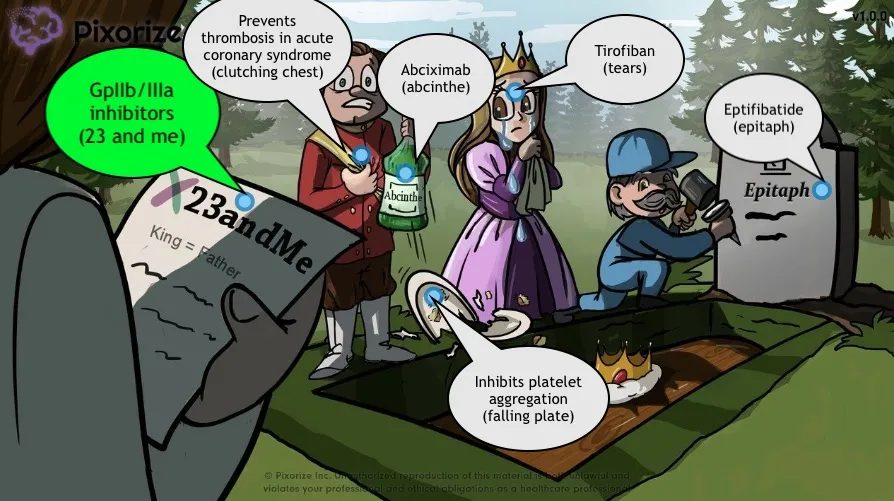 Pixorize
v1.0.0
Prevents
thrombosis in acute
coronary syndrome
(clutching chest)
Abciximab
(abcinthe)
Tirofiban
(tears)
GpIIb/IIIa
inhibitors
(23 and me)
Eptifibatide
(epitaph)
Abcinthe
Epitaph
23andMe
King = Father
Inhibits platelet
aggregation
(falling plate)
© Pixorize Inc. Unauthorized reproduction of this material is both unlawful and
violates your professional and ethical obligations as a healthcare professional.